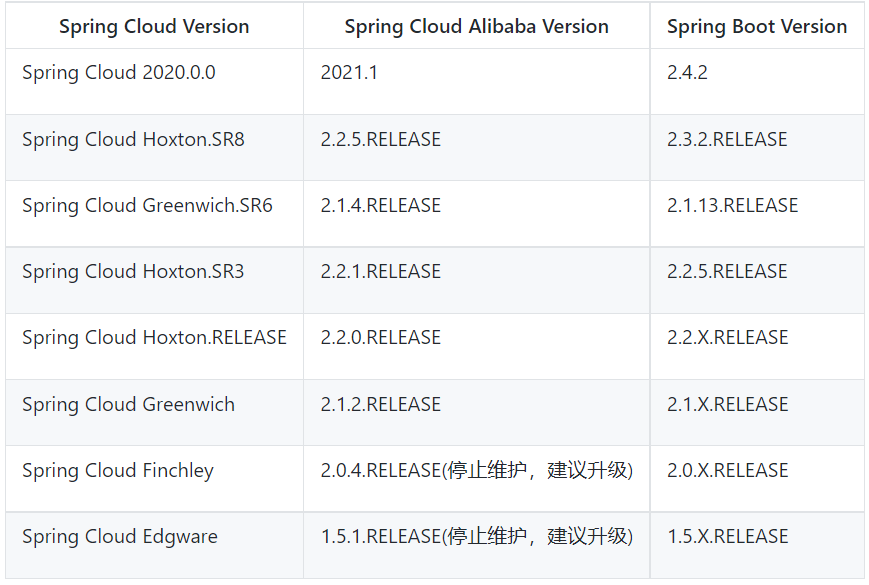 Spring Cloud Version Spring Cloud Alibaba Version Spring Boot Version
Spring Cloud 2020.0.0 2021.1 2.4.2
Spring Cloud Hoxton.SR8 2.2.5.RELEASE 2.3.2.RELEASE
Spring Cloud Greenwich.SR6 2.1.4.RELEASE 2.1.13.RELEASE
Spring Cloud Hoxton.SR3 2.2.1.RELEASE 2.2.5.RELEASE
Spring Cloud Hoxton.RELEASE 2.2.0.RELEASE 2.2.X.RELEASE
Spring Cloud Greenwich 2.1.2.RELEASE 2.1.X.RELEASE
Spring Cloud Finchley 2.0.4.RELEASE(停止维护，建议升级) 2.0.X.RELEASE
Spring Cloud Edgware 1.5.1.RELEASE(停止维护，建议升级) 1.5.X.RELEASE